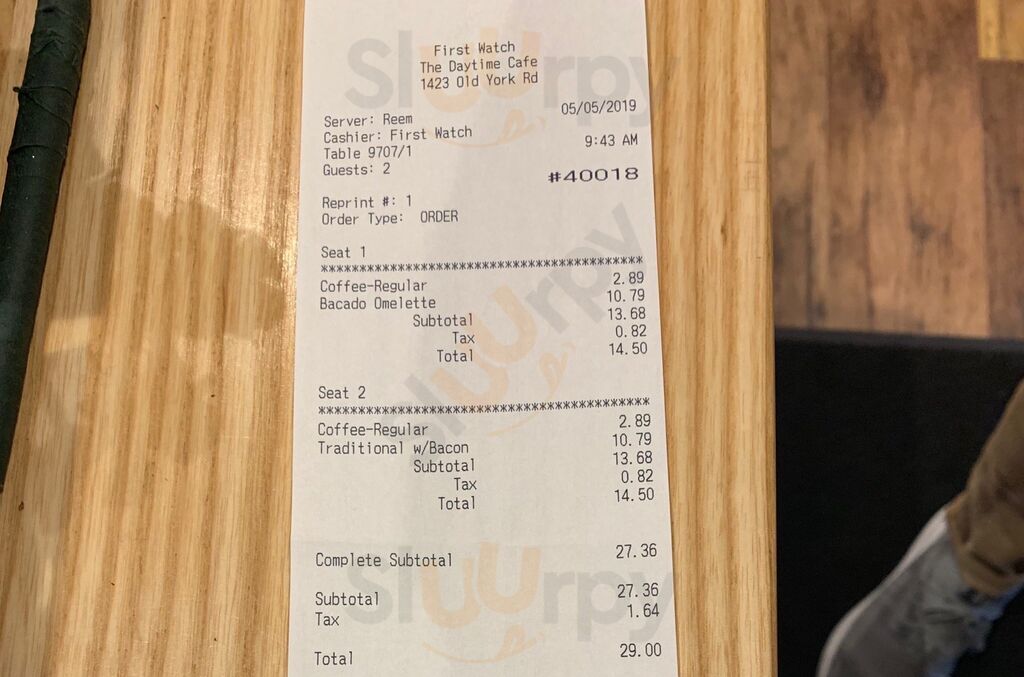 First Watch
The Daytime Cafe
1423 Old York Rd
Server: Reem 05/05/2019
Cashier: First Watch
Table 9707/1 9:43 AM
Guests: 2
#40018
Reprint #: 1
Order Type: ORDER
Seat 1
******************************************
Coffee-Regular 2.89
Bacado Omelette 10.79
Subtotal 13.68
Tax 0.82
Total 14.50
Seat 2
******************************************
Coffee-Regular 2.89
Traditional w/Bacon 10.79
Subtotal 13.68
Tax 0.82
Total 14.50
Complete Subtotal 27.36
Subtotal 27.36
Tax 1.64
Total 29.00
Sluurpy
Sluurpy
Sluurpy